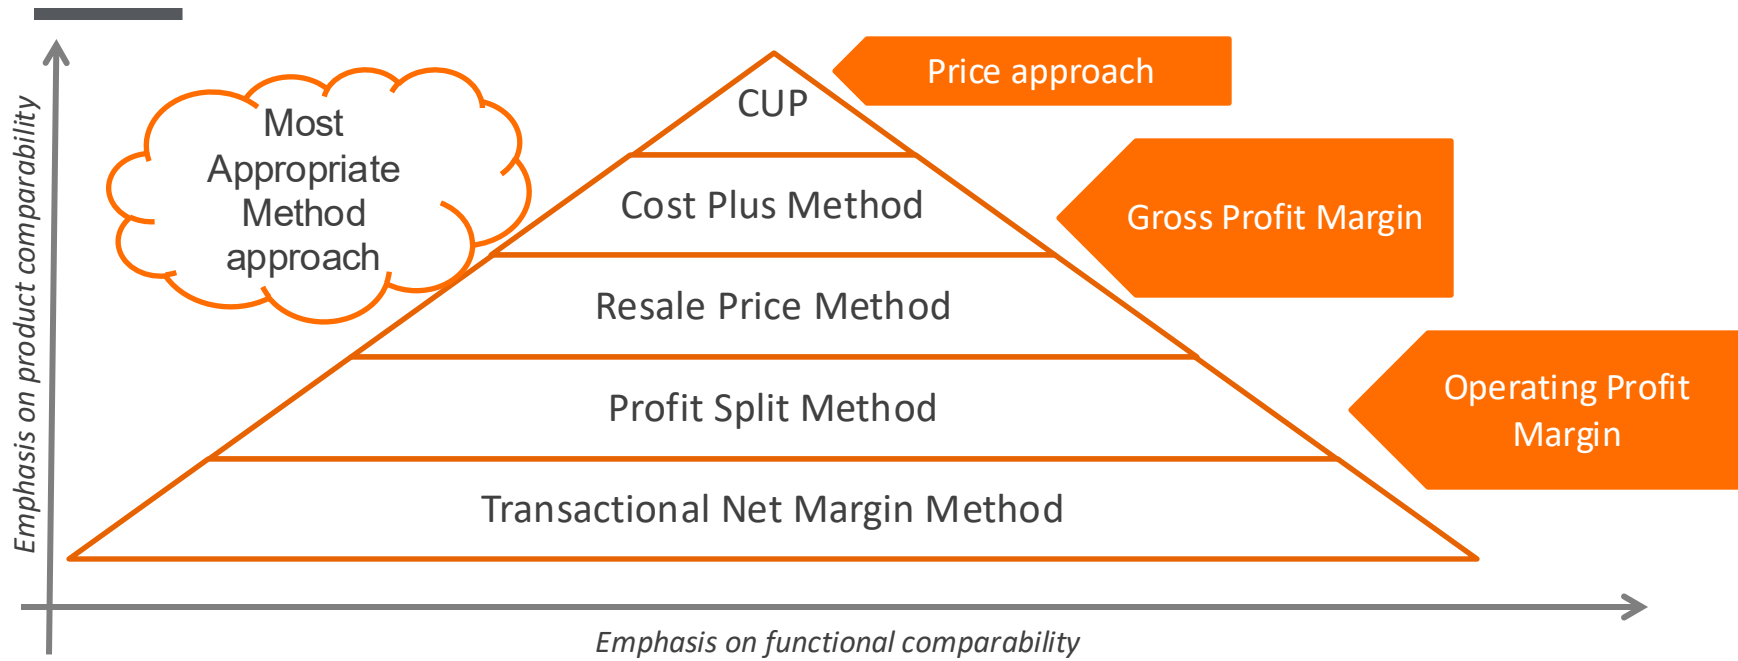 Emphasis on product comparability
Most
Appropriate
Method
approach
CUP
Price approach
Cost Plus Method
Gross Profit Margin
Resale Price Method
Profit Split Method
Operating Profit
Margin
Transactional Net Margin Method
Emphasis on functional comparability